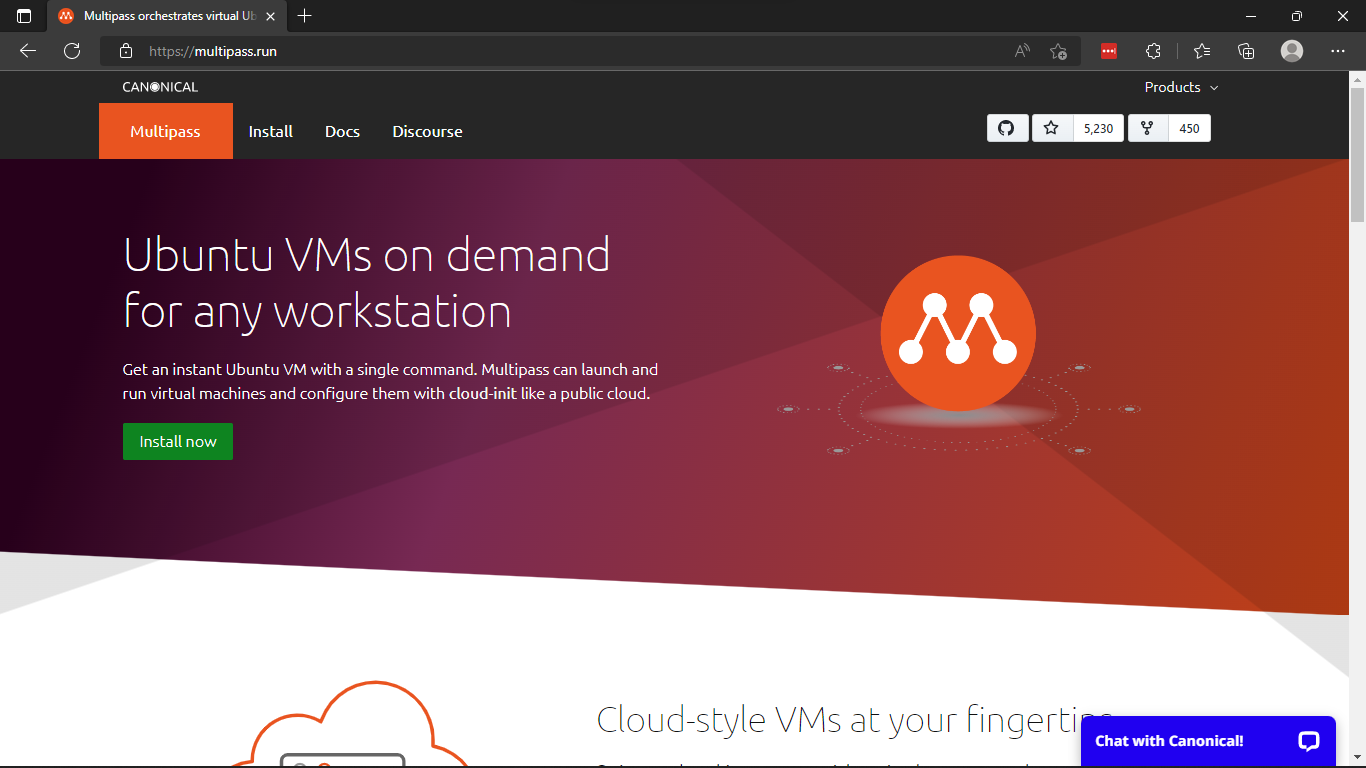 Multipass orchestrates virtual Ub
https://multipass.run
CANONICAL
Products
Multipass
Install
Docs
Discourse
5,230
450
Ubuntu VMs on demand
for any workstation
Get an instant Ubuntu VM with a single command. Multipass can launch and
run virtual machines and configure them with cloud-init like a public cloud.
Install now
Cloud-style VMs at your fingertips
Chat with Canonical!